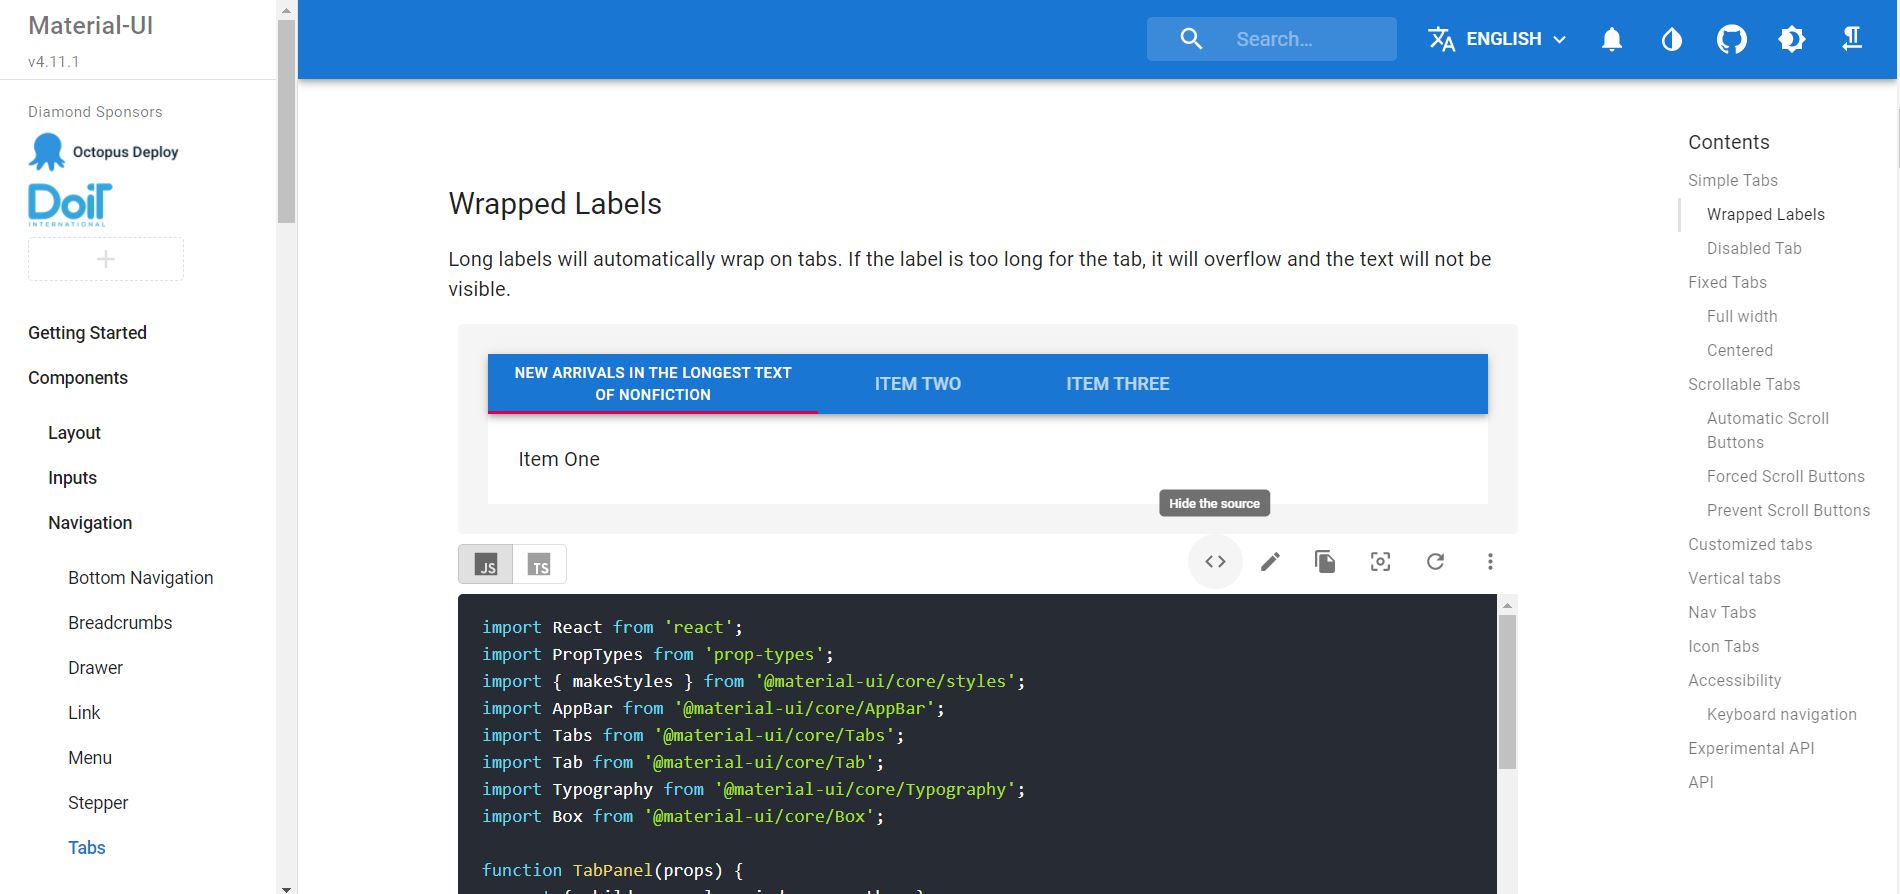 Material-UI
v4.11.1
Diamond Sponsors
Octopus Deploy
DoiT
INTERNATIONAL
+
Getting Started
Components
Layout
Inputs
Navigation
Bottom Navigation
Breadcrumbs
Drawer
Link
Menu
Stepper
Tabs
Search…
ENGLISH
Wrapped Labels
Long labels will automatically wrap on tabs. If the label is too long for the tab, it will overflow and the text will not be
visible.
NEW ARRIVALS IN THE LONGEST TEXT
OF NONFICTION
ITEM TWO
ITEM THREE
Item One
Hide the source
JS
TS
import React from 'react';
import PropTypes from 'prop-types';
import { makeStyles } from '@material-ui/core/styles';
import AppBar from '@material-ui/core/AppBar';
import Tabs from '@material-ui/core/Tabs';
import Tab from '@material-ui/core/Tab';
import Typography from '@material-ui/core/Typography';
import Box from '@material-ui/core/Box';
function TabPanel(props) {
Contents
Simple Tabs
Wrapped Labels
Disabled Tab
Fixed Tabs
Full width
Centered
Scrollable Tabs
Automatic Scroll
Buttons
Forced Scroll Buttons
Prevent Scroll Buttons
Customized tabs
Vertical tabs
Nav Tabs
Icon Tabs
Accessibility
Keyboard navigation
Experimental API
API